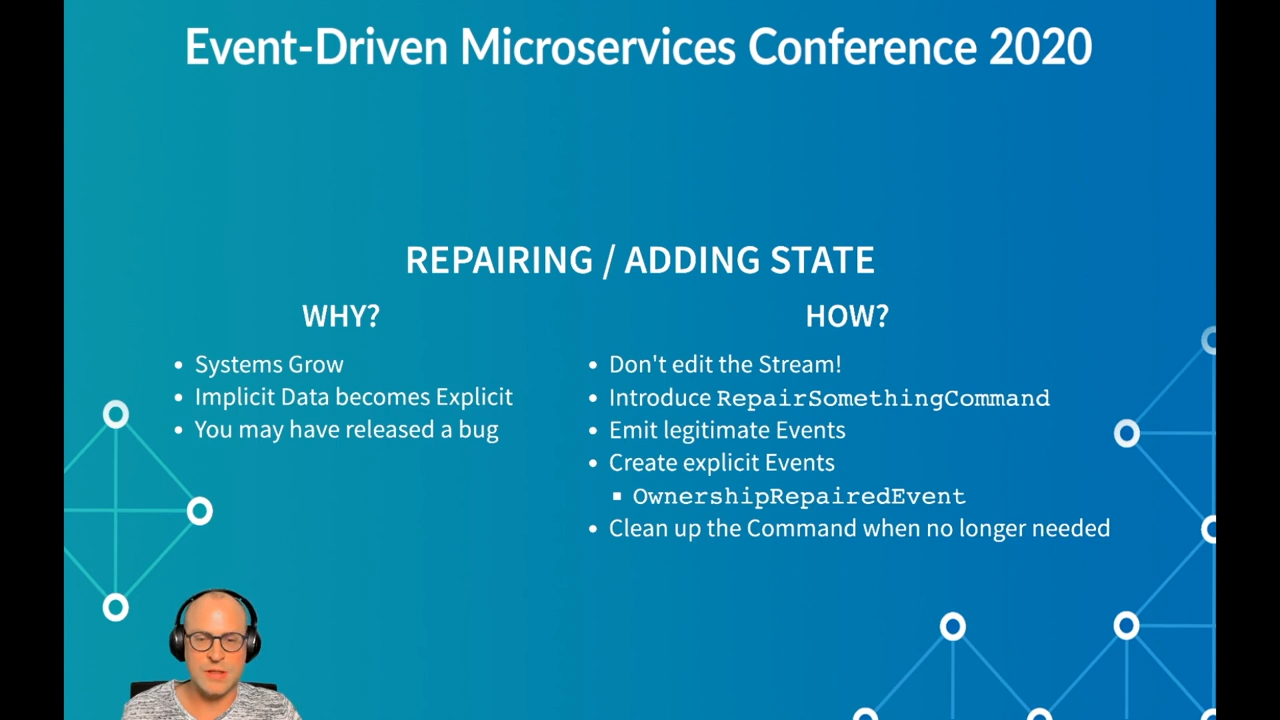 Event-Driven Microservices Conference 2020
REPAIRING / ADDING STATE
WHY?
Systems Grow
Implicit Data becomes Explicit
You may have released a bug
HOW?
Don't edit the Stream!
Introduce RepairSomethingCommand
Emit legitimate Events
Create explicit Events
OwnershipRepairedEvent
Clean up the Command when no longer needed